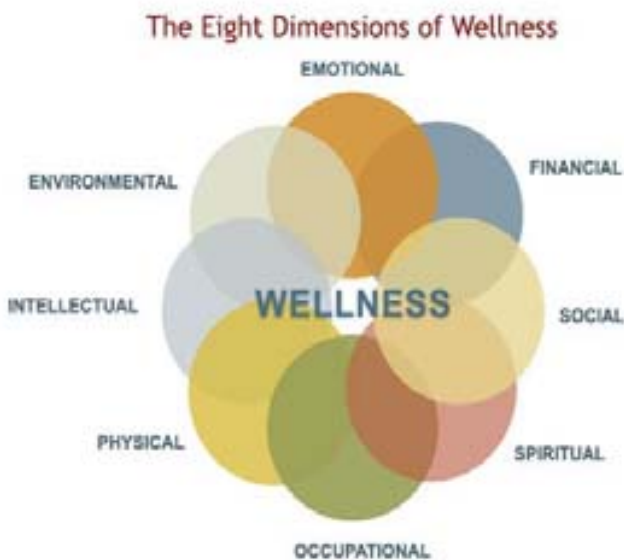 The Eight Dimensions of Wellness
EMOTIONAL
FINANCIAL
ENVIRONMENTAL
WELLNESS
INTELLECTUAL
SOCIAL
PHYSICAL
SPIRITUAL
OCCUPATIONAL